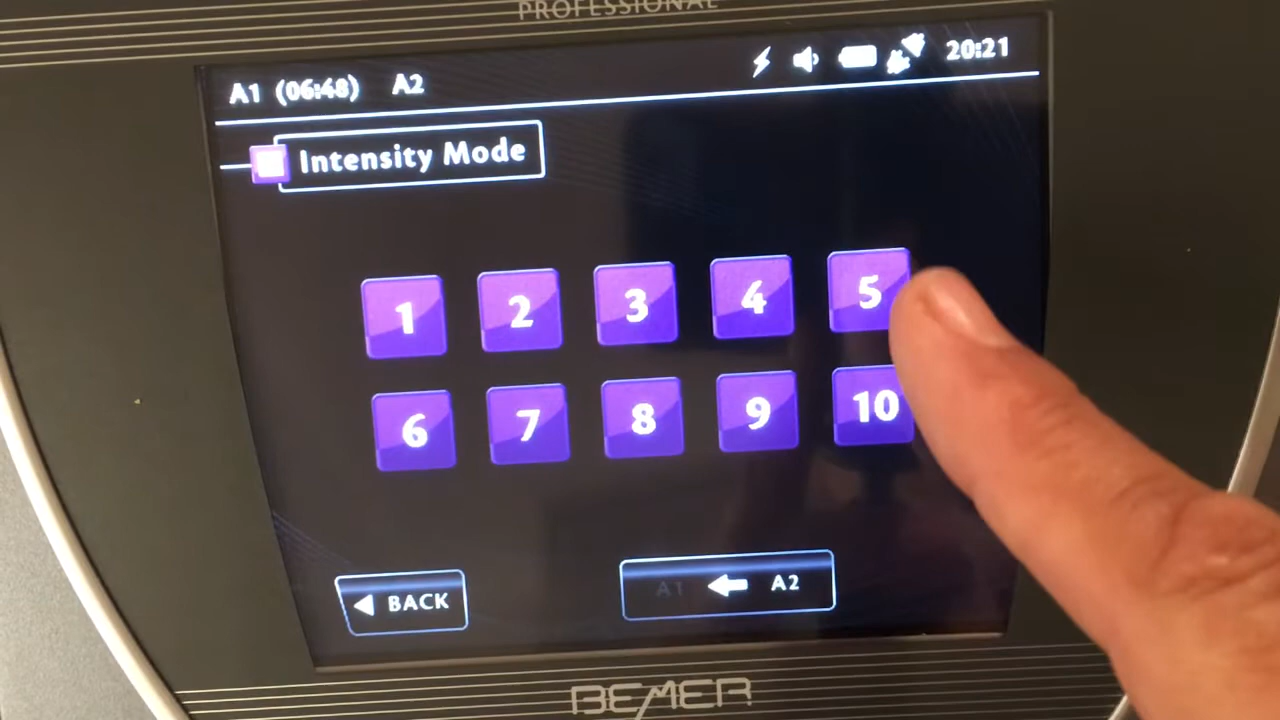 PROFESSIONAL
A1 (06:48) A2 20:21
Intensity Mode
1 2 3 4 5
6 7 8 9 10
BACK A1 A2
BEMER